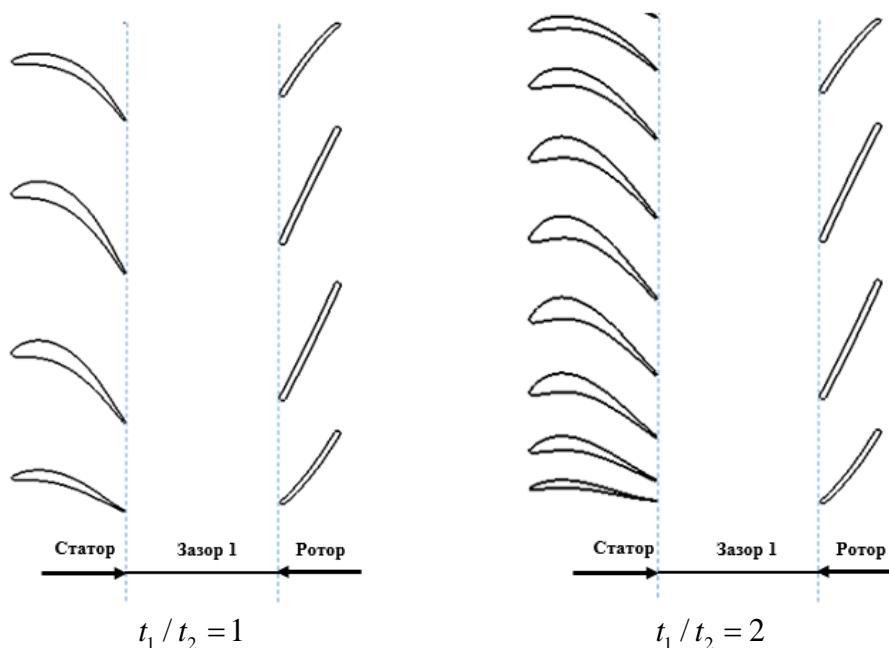 Статор Зазор 1 Ротор
Статор Зазор 1 Ротор
t₁ / t₂ = 1
t₁ / t₂ = 2